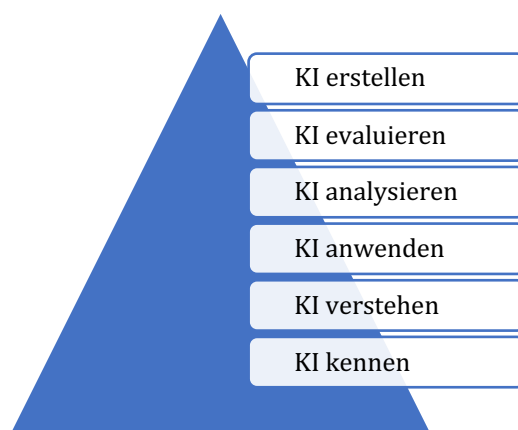 KI erstellen
KI evaluieren
KI analysieren
KI anwenden
KI verstehen
KI kennen